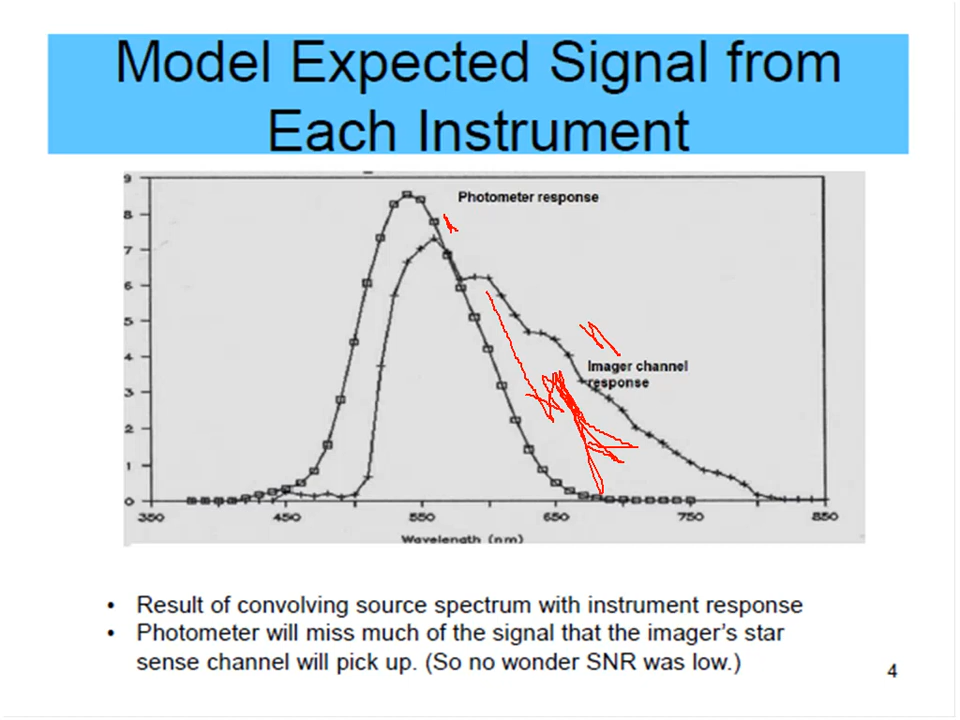 Model Expected Signal from
Each Instrument
9
Photometer response
8
7
6
5
4
Imager channel
response
3
2
1
0
350 450 550 650 750 850
Wavelength (nm)
• Result of convolving source spectrum with instrument response
• Photometer will miss much of the signal that the imager's star
sense channel will pick up. (So no wonder SNR was low.)
4